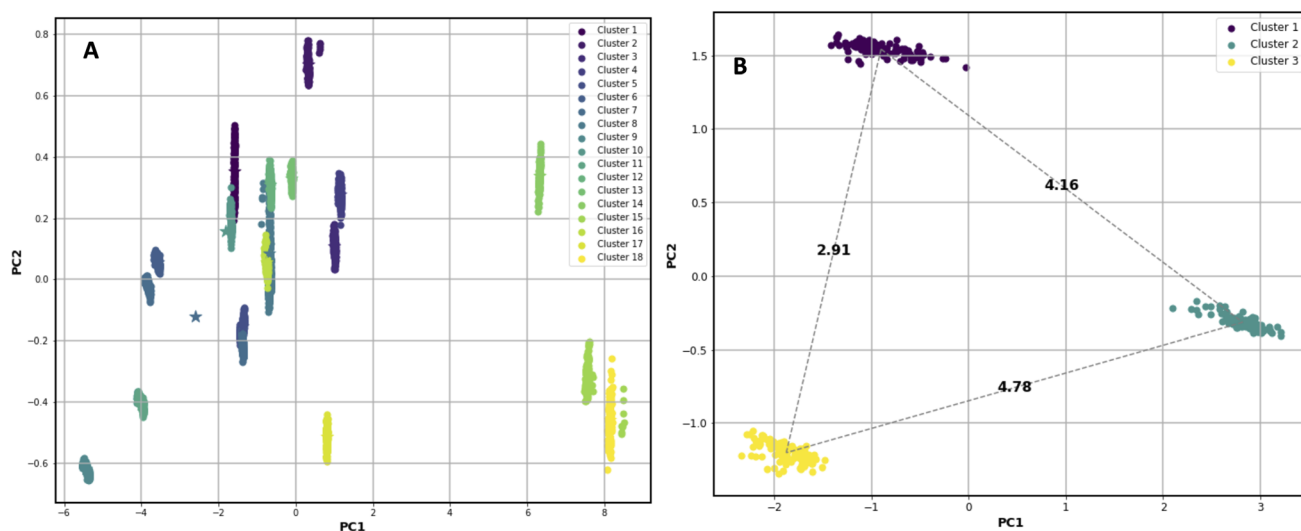 A
Cluster 1
Cluster 2
Cluster 3
Cluster 4
Cluster 5
Cluster 6
Cluster 7
Cluster 8
Cluster 9
Cluster 10
Cluster 11
Cluster 12
Cluster 13
Cluster 14
Cluster 15
Cluster 16
Cluster 17
Cluster 18
PC2
0.8
0.6
0.4
0.2
0.0
−0.2
−0.4
−0.6
−6
−4
−2
0
2
4
6
8
PC1
B
Cluster 1
Cluster 2
Cluster 3
4.16
2.91
4.78
PC2
1.5
1.0
0.5
0.0
−0.5
−1.0
−2
−1
0
1
2
3
PC1